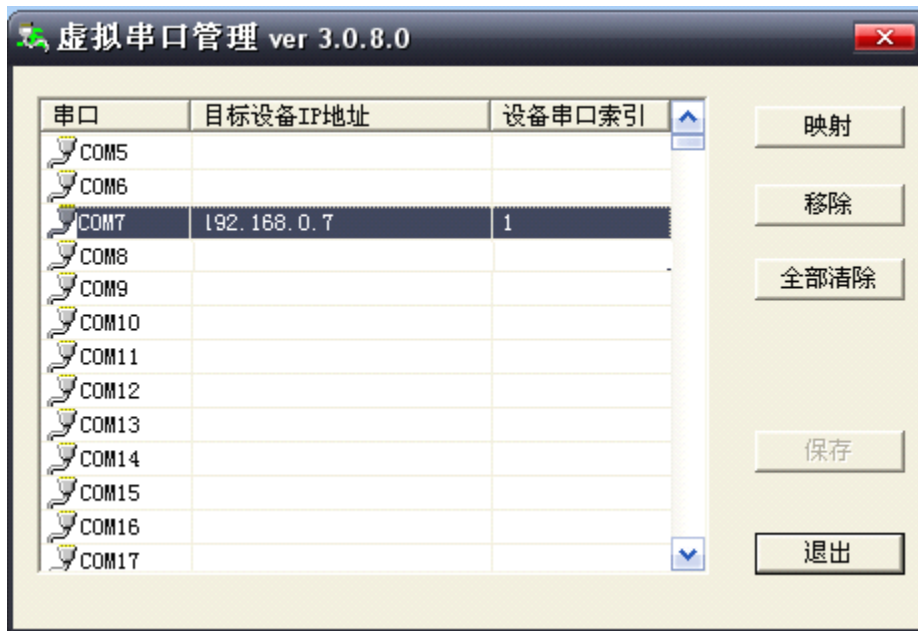 虚拟串口管理 ver 3.0.8.0
串口 目标设备IP地址 设备串口索引
映射
COM5
COM6
移除
COM7 192.168.0.7 1
COM8
全部清除
COM9
COM10
COM11
COM12
COM13
保存
COM14
COM15
COM16
退出
COM17